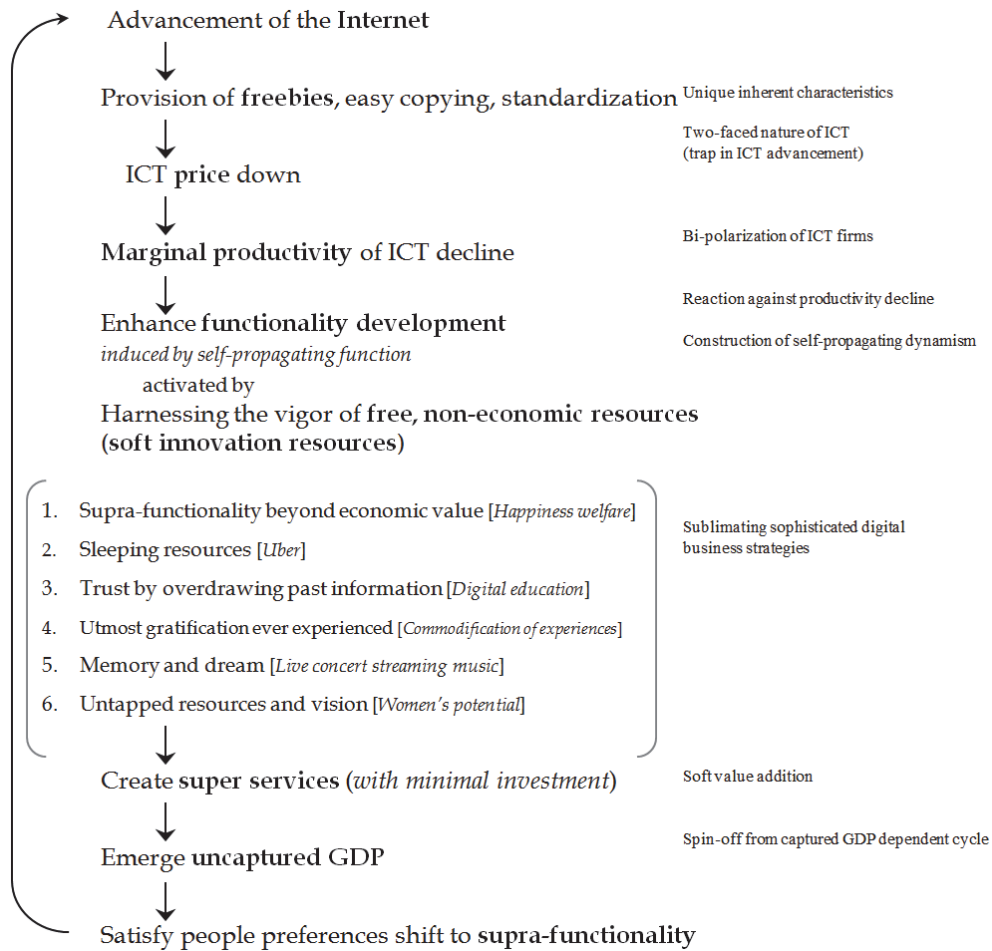 Advancement of the Internet
Provision of freebies, easy copying, standardization
Unique inherent characteristics
Two-faced nature of ICT
(trap in ICT advancement)
ICT price down
Marginal productivity of ICT decline
Bi-polarization of ICT firms
Reaction against productivity decline
Enhance functionality development
Construction of self-propagating dynamism
induced by self-propagating function
activated by
Harnessing the vigor of free, non-economic resources
(soft innovation resources)
1. Supra-functionality beyond economic value [Happiness welfare]
2. Sleeping resources [Uber]
3. Trust by overdrawing past information [Digital education]
4. Utmost gratification ever experienced [Commodification of experiences]
5. Memory and dream [Live concert streaming music]
6. Untapped resources and vision [Women's potential]
Sublimating sophisticated digital
business strategies
Create super services (with minimal investment)
Soft value addition
Emerge uncaptured GDP
Spin-off from captured GDP dependent cycle
Satisfy people preferences shift to supra-functionality